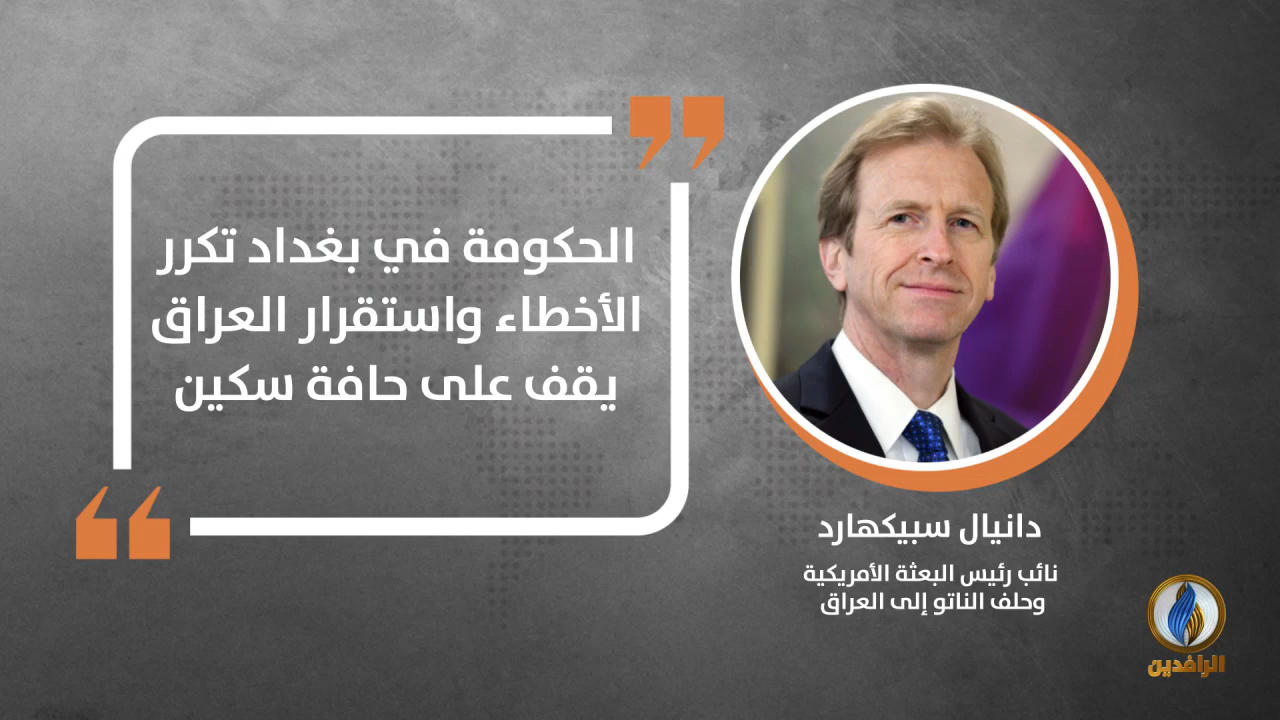 الحكومة في بغداد تكرر
الأخطاء واستقرار العراق
يقف على حافة سكين
دانيال سبيكهارد
نائب رئيس البعثة الأمريكية
وحلف الناتو إلى العراق
الرافدين